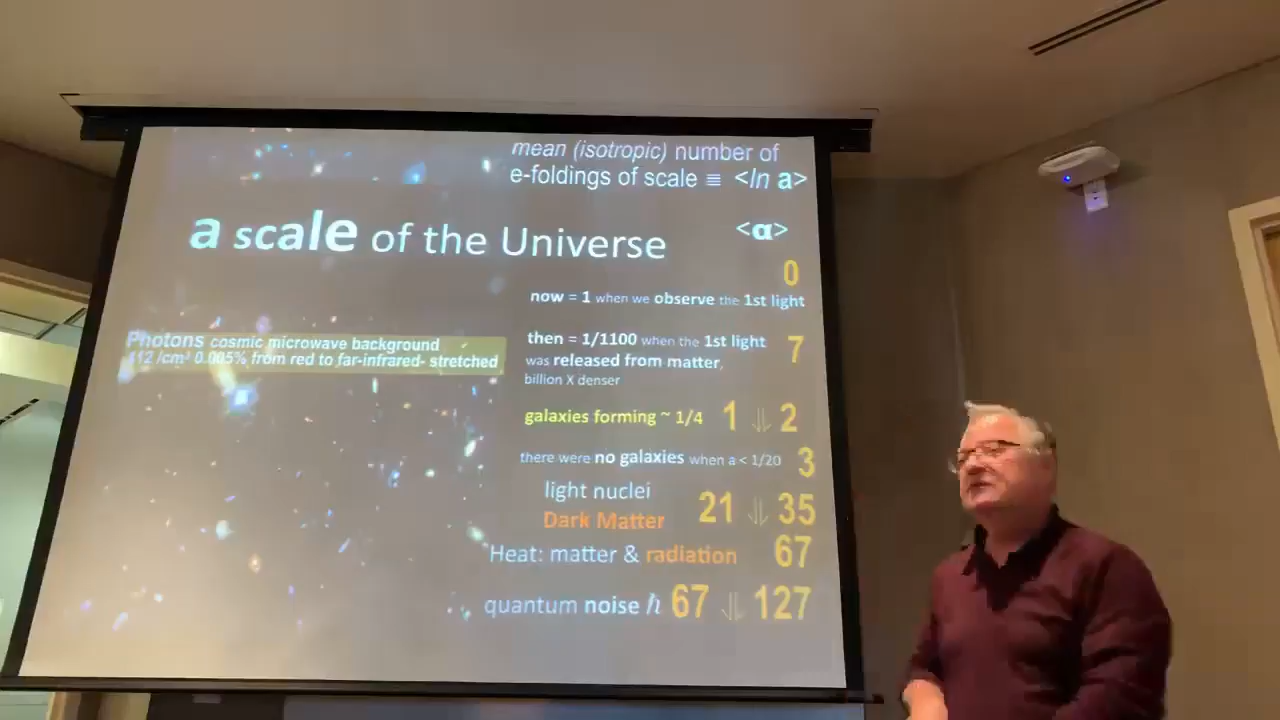 mean (isotropic) number of
e-foldings of scale ≡ <ln a>
a scale of the Universe
<α>
0
now = 1 when we observe the 1st light
Photons cosmic microwave background
412 /cm³ 0.005% from red to far-infrared- stretched
then = 1/1100 when the 1st light
was released from matter,
billion X denser
7
galaxies forming ~ 1/4 1 ⇓ 2
there were no galaxies when a < 1/20 3
light nuclei
Dark Matter
21 ⇓ 35
Heat: matter & radiation 67
quantum noise ℏ 67 ⇓ 127